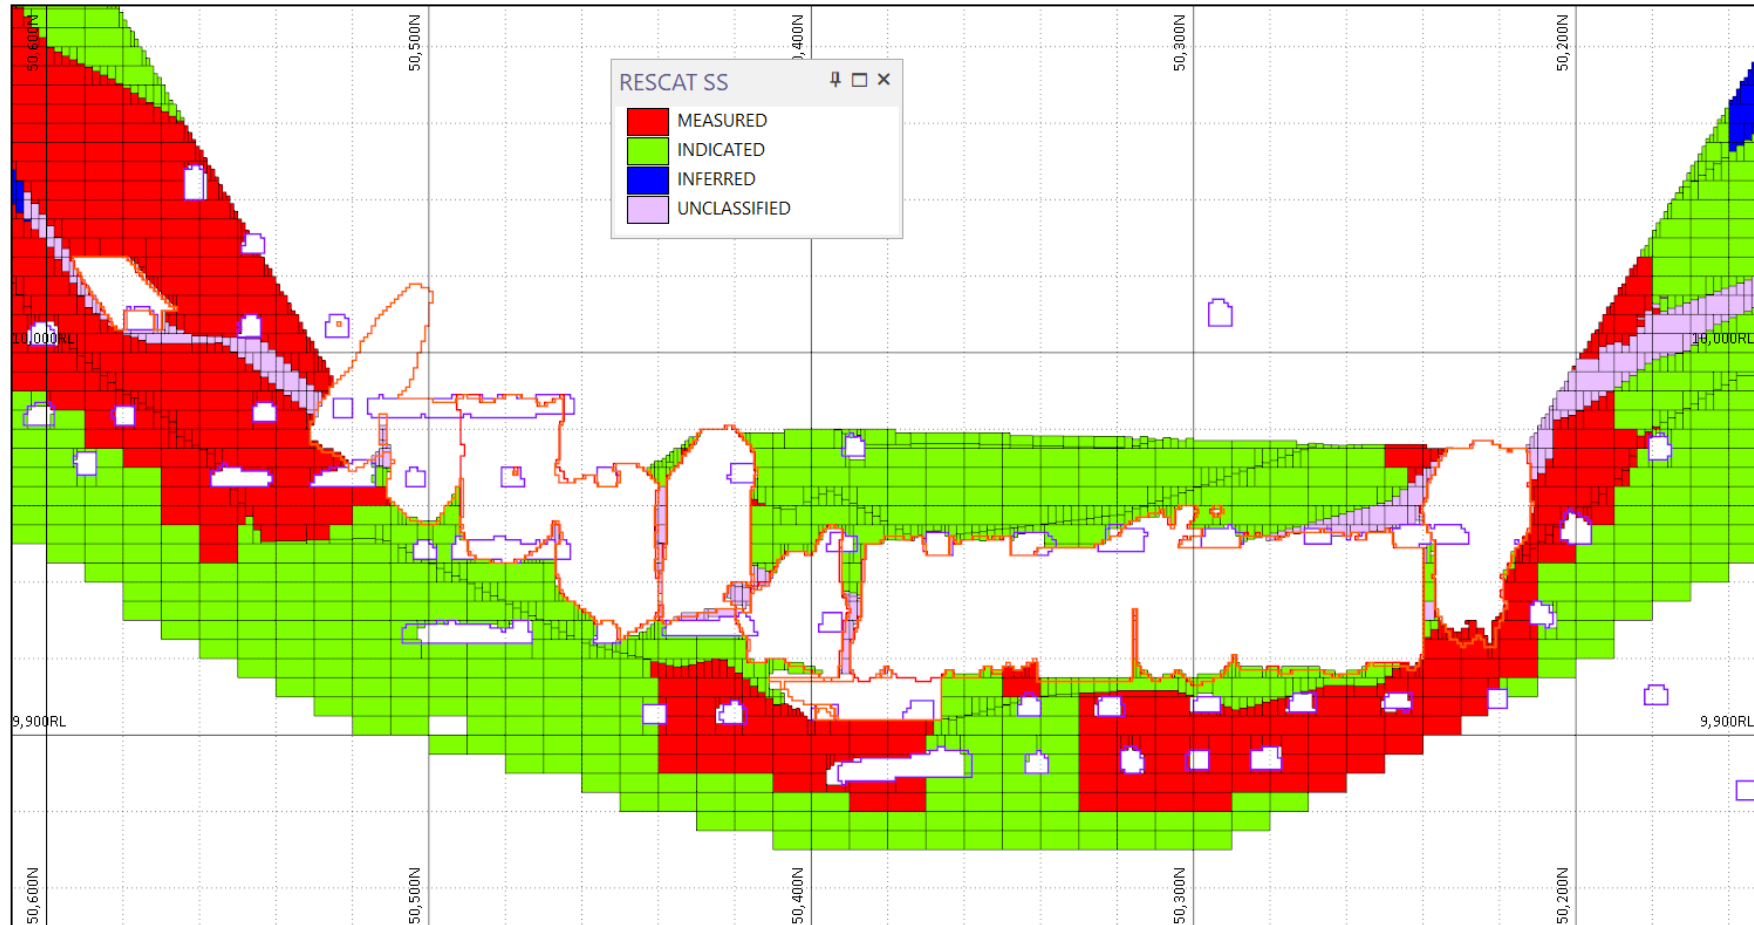 50,600N
50,500N
50,400N
50,300N
50,200N
RESCAT SS
MEASURED
INDICATED
INFERRED
UNCLASSIFIED
10,000RL
10,000RL
9,900RL
9,900RL
50,600N
50,500N
50,400N
50,300N
50,200N